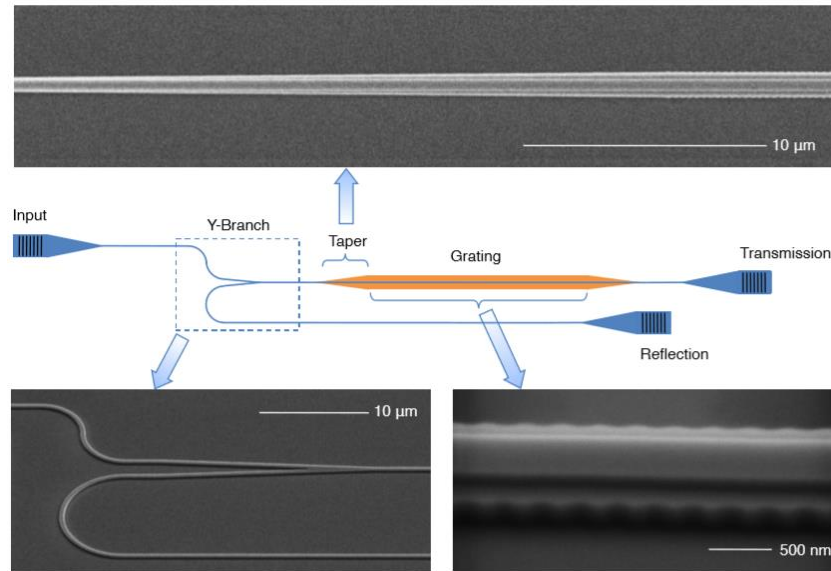 10 µm
Input
Y-Branch
Taper
Grating
Transmission
Reflection
10 µm
500 nm